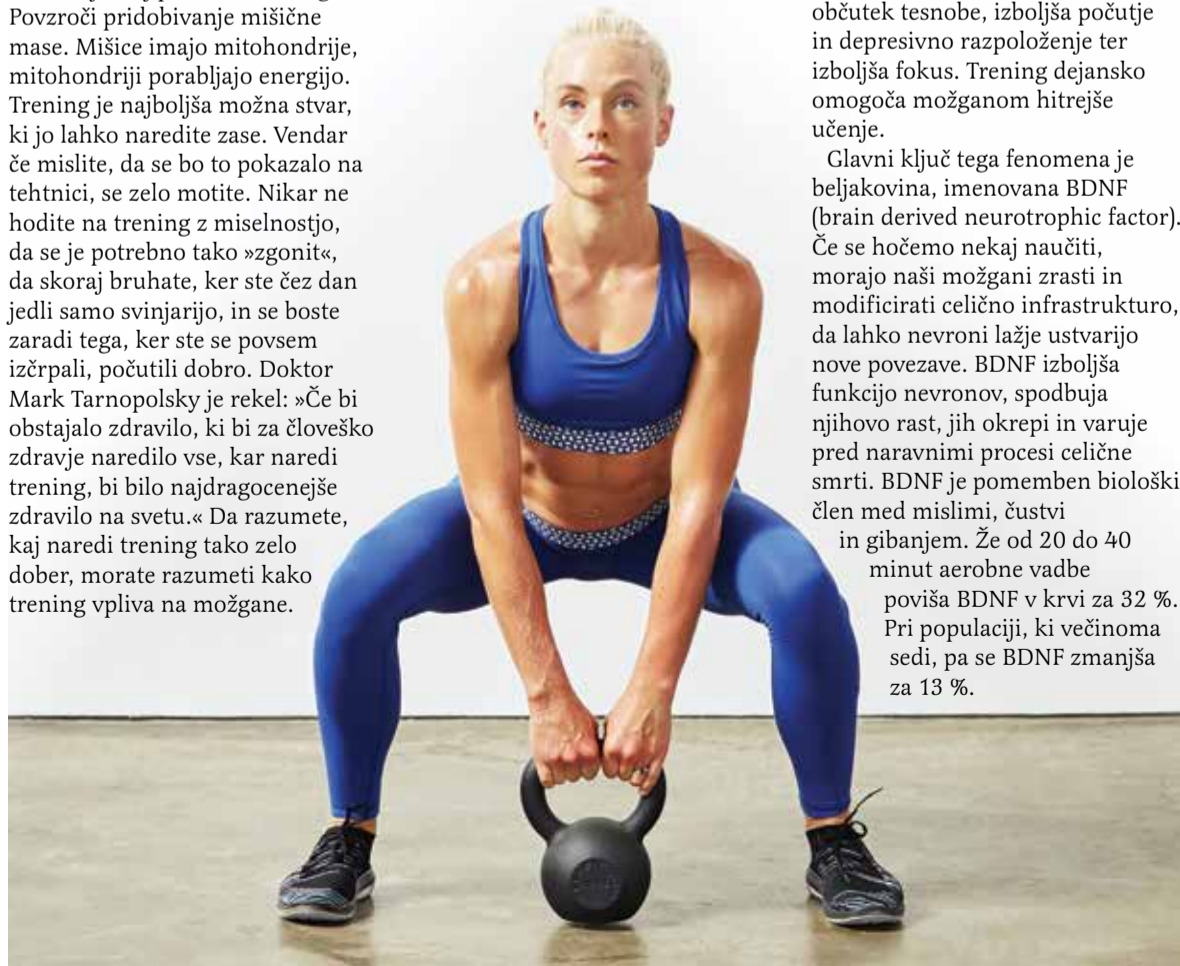 Povzroči pridobivanje mišične
mase. Mišice imajo mitohondrije,
mitohondriji porabljajo energijo.
Trening je najboljša možna stvar,
ki jo lahko naredite zase. Vendar
če mislite, da se bo to pokazalo na
tehtnici, se zelo motite. Nikar ne
hodite na trening z miselnostjo,
da se je potrebno tako »zgonit«,
da skoraj bruhate, ker ste čez dan
jedli samo svinjarijo, in se boste
zaradi tega, ker ste se povsem
izčrpali, počutili dobro. Doktor
Mark Tarnopolsky je rekel: »Če bi
obstajalo zdravilo, ki bi za človeško
zdravje naredilo vse, kar naredi
trening, bi bilo najdragocenejše
zdravilo na svetu.« Da razumete,
kaj naredi trening tako zelo
dober, morate razumeti kako
trening vpliva na možgane.
občutek tesnobe, izboljša počutje
in depresivno razpoloženje ter
izboljša fokus. Trening dejansko
omogoča možganom hitrejše
učenje.
Glavni ključ tega fenomena je
beljakovina, imenovana BDNF
(brain derived neurotrophic factor).
Če se hočemo nekaj naučiti,
morajo naši možgani zrasti in
modificirati celično infrastrukturo,
da lahko nevroni lažje ustvarijo
nove povezave. BDNF izboljša
funkcijo nevronov, spodbuja
njihovo rast, jih okrepi in varuje
pred naravnimi procesi celične
smrti. BDNF je pomemben biološki
člen med mislimi, čustvi
in gibanjem. Že od 20 do 40
minut aerobne vadbe
poviša BDNF v krvi za 32 %.
Pri populaciji, ki večinoma
sedi, pa se BDNF zmanjša
za 13 %.